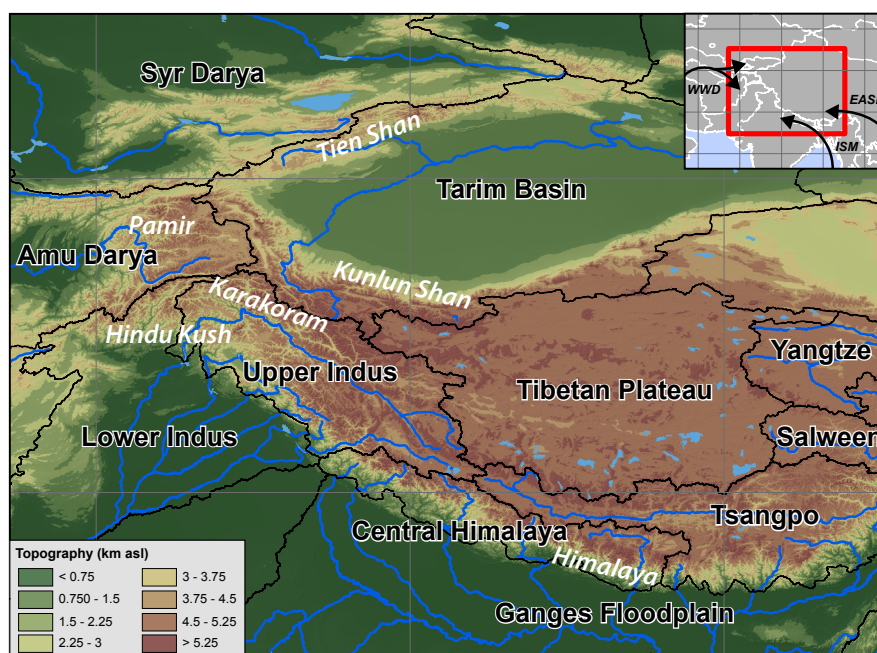 Syr Darya
WWD
EAS
ISM
Tien Shan
Tarim Basin
Pamir
Amu Darya
Kunlun Shan
Karakoram
Hindu Kush
Yangtze
Upper Indus
Tibetan Plateau
Lower Indus
Salween
Tsangpo
Central Himalaya
Himalaya
Ganges Floodplain
Topography (km asl)
< 0.75
0.750 - 1.5
1.5 - 2.25
2.25 - 3
3 - 3.75
3.75 - 4.5
4.5 - 5.25
> 5.25